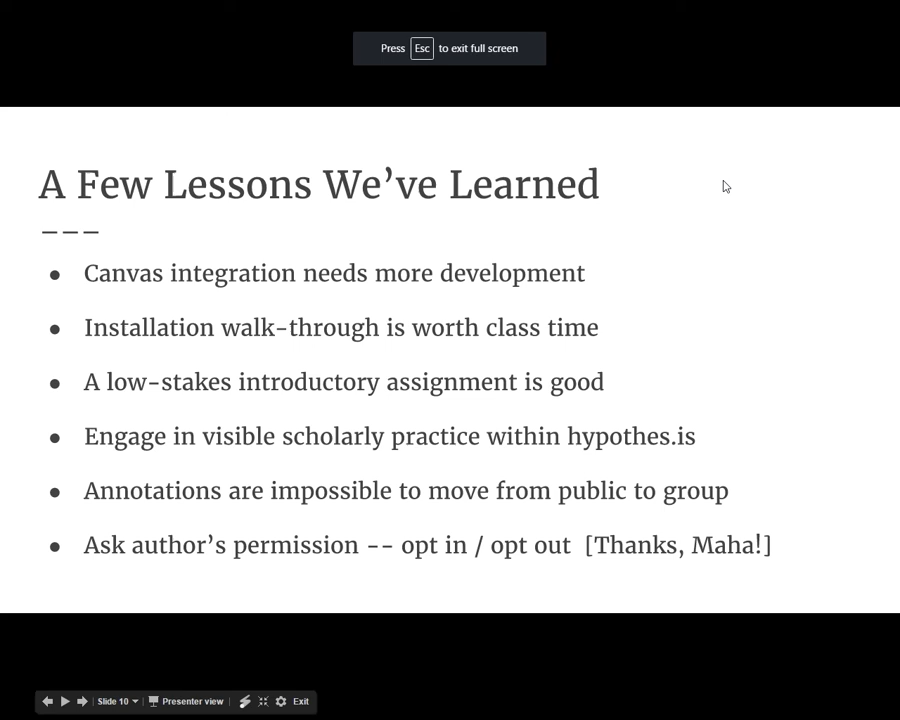 Press Esc to exit full screen
A Few Lessons We’ve Learned
---
● Canvas integration needs more development
● Installation walk-through is worth class time
● A low-stakes introductory assignment is good
● Engage in visible scholarly practice within hypothes.is
● Annotations are impossible to move from public to group
● Ask author’s permission -- opt in / opt out [Thanks, Maha!]
Slide 10 Presenter view Exit